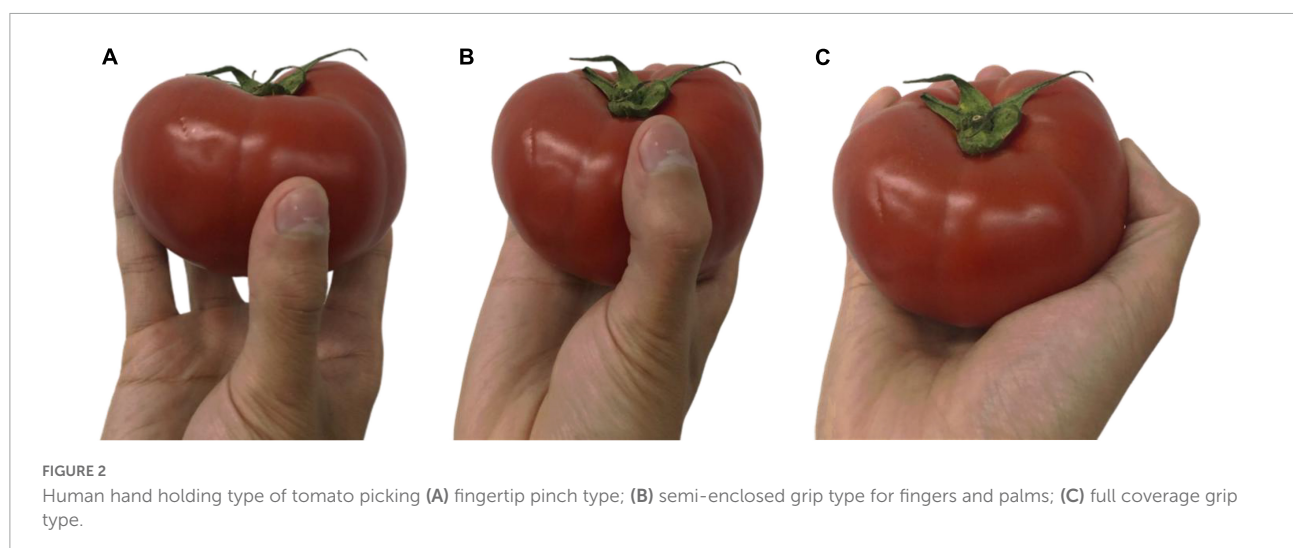 A
B
C
FIGURE 2
Human hand holding type of tomato picking (A) fingertip pinch type; (B) semi-enclosed grip type for fingers and palms; (C) full coverage grip
type.